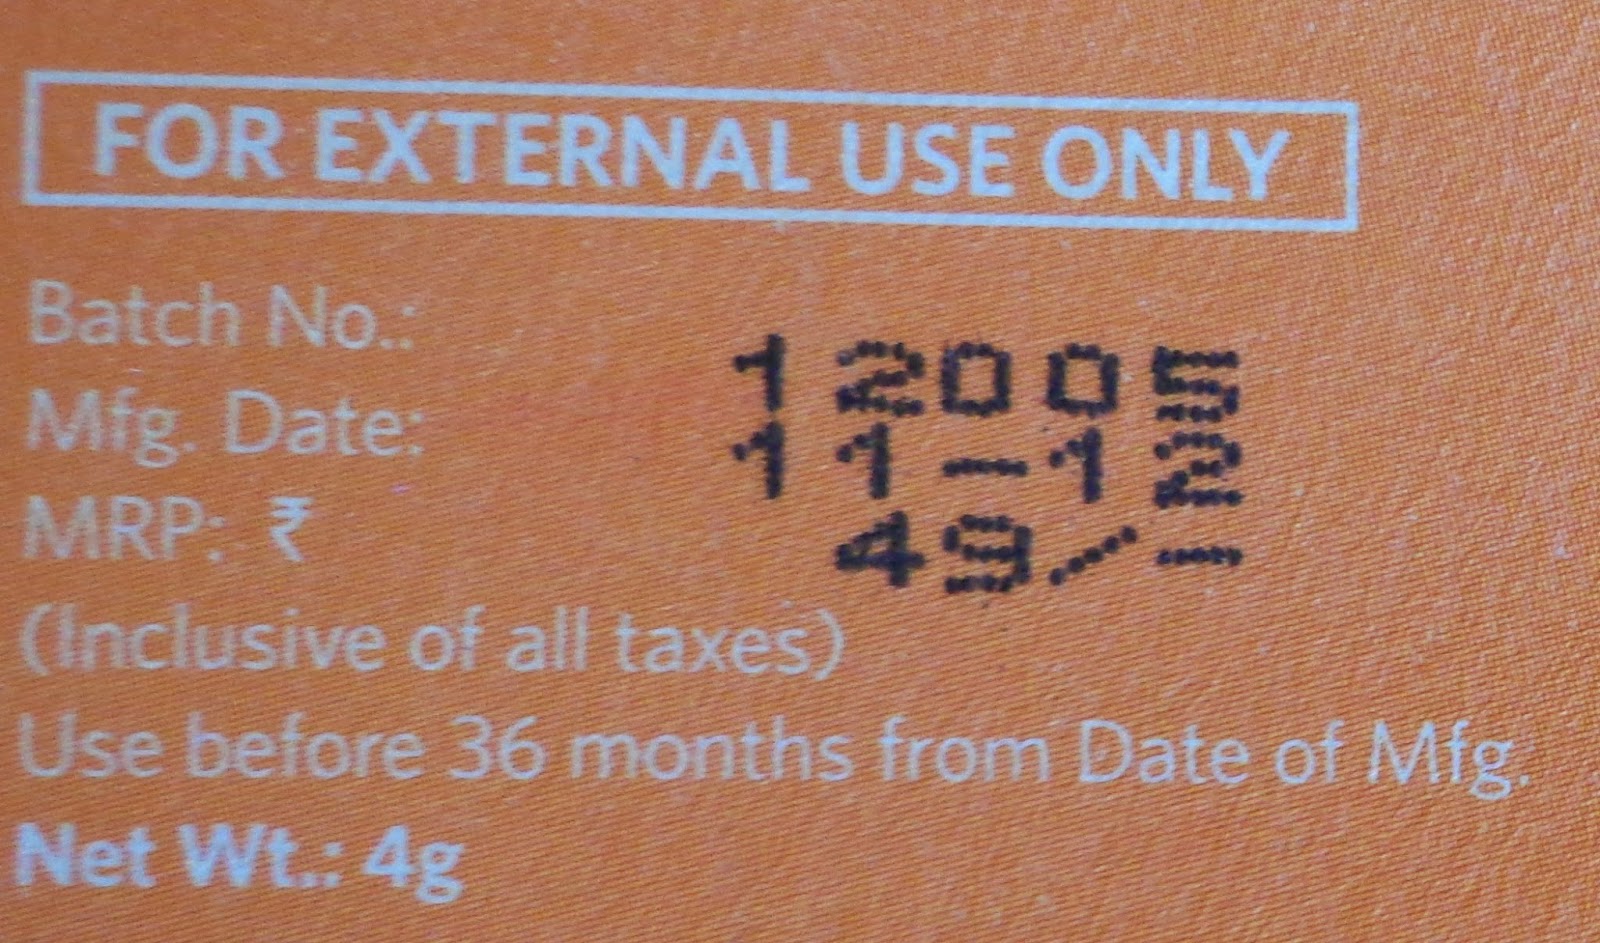 FOR EXTERNAL USE ONLY
Batch No.: 12005
Mfg. Date: 11-12
MRP: ₹ 49/-
(Inclusive of all taxes)
Use before 36 months from Date of Mfg.
Net Wt.: 4g